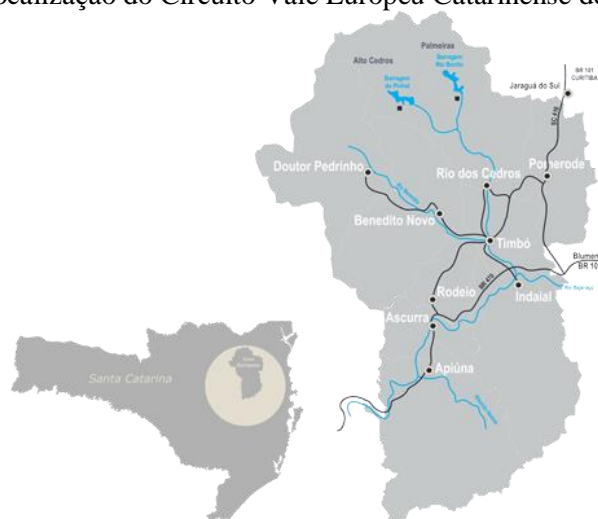 ocalização do Circuito Vale Europeu Catarinense de
Palmeiras
Barragem
Rio Bonito
Alto Cedros
Barragem
do Pinhal
BR 101
CURITIBA
Jaraguá do Sul
Doutor Pedrinho
Rio dos Cedros
Pomerode
Benedito Novo
Timbó
Blumen
BR 10
Rodeio
BR 470
Indaial
Ascurra
Apiúna
Santa Catarina